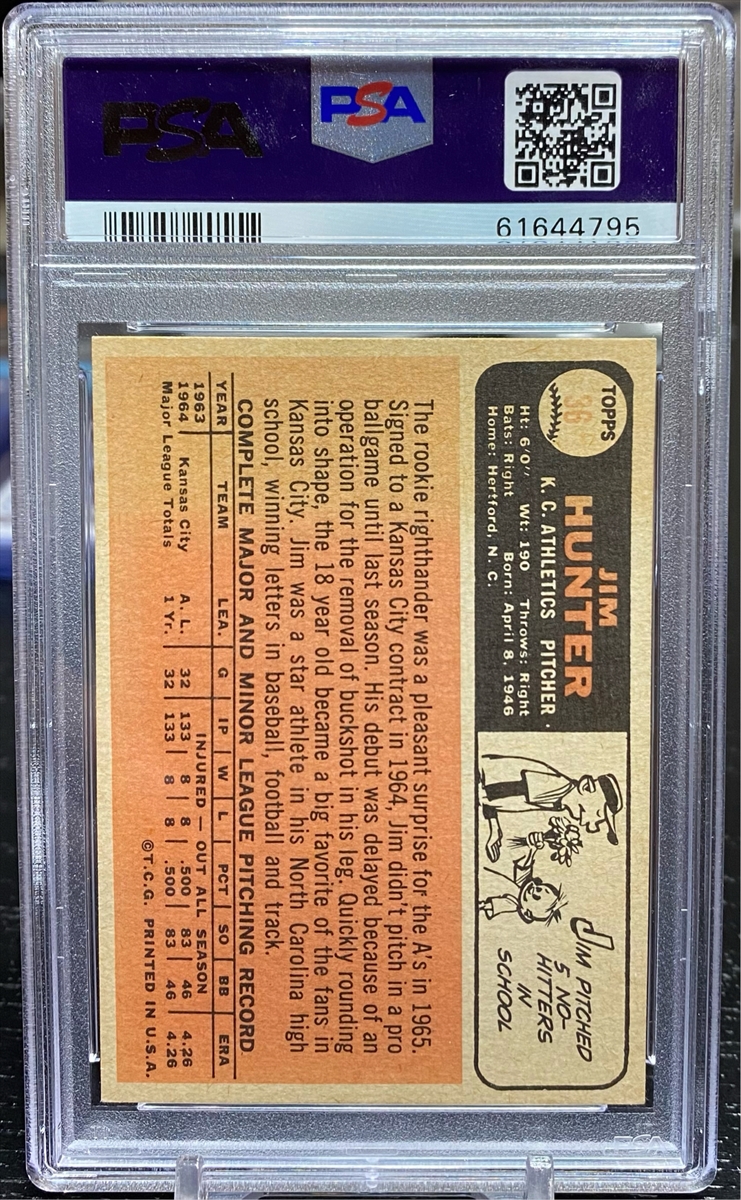 PSA
PSA
61644795
TOPPS
36
JIM
HUNTER
K. C. ATHLETICS PITCHER
Ht: 6'0" Wt: 190 Throws: Right
Bats: Right Born: April 8, 1946
Home: Hertford, N. C.
JIM PITCHED
5 NO-
HITTERS
IN
SCHOOL
The rookie righthander was a pleasant surprise for the A's in 1965.
Signed to a Kansas City contract in 1964, Jim didn't pitch in a pro
ballgame until last season. His debut was delayed because of an
operation for the removal of buckshot in his leg. Quickly rounding
into shape, the 18 year old became a big favorite of the fans in
Kansas City. Jim was a star athlete in his North Carolina high
school, winning letters in baseball, football and track.
COMPLETE MAJOR AND MINOR LEAGUE PITCHING RECORD
YEAR TEAM LEA. G IP W L PCT SO BB ERA
1963 INJURED — OUT ALL SEASON
1964 Kansas City A. L. 32 133 8 8 .500 83 46 4.26
Major League Totals 1 Yr. 32 133 8 8 .500 83 46 4.26
©T.C.G. PRINTED IN U.S.A.
PSA